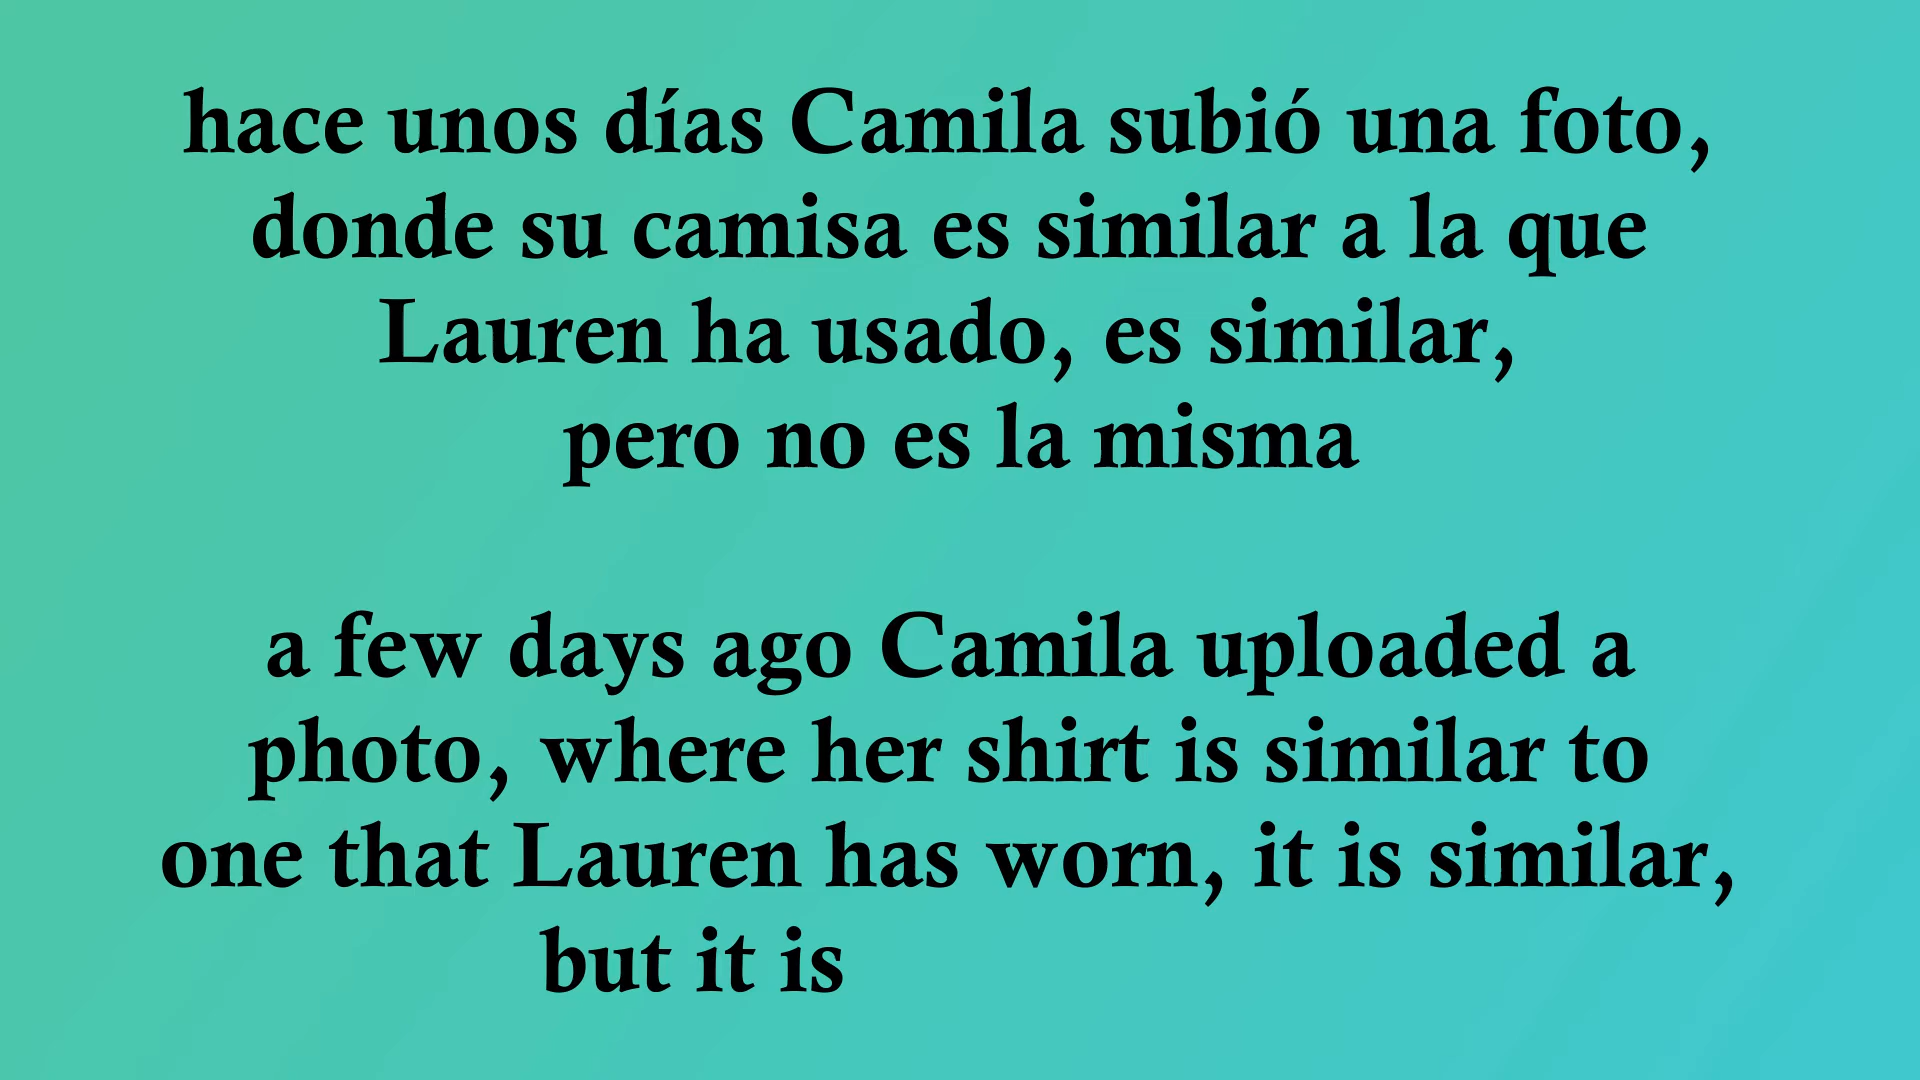 hace unos días Camila subió una foto,
donde su camisa es similar a la que
Lauren ha usado, es similar,
pero no es la misma
a few days ago Camila uploaded a
photo, where her shirt is similar to
one that Lauren has worn, it is similar,
but it is